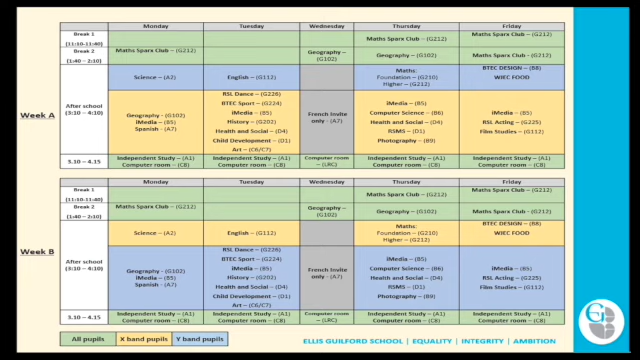 Monday Tuesday Wednesday Thursday Friday
Week A
Break 1
(11:10-11:40)
Maths Sparx Club – (G212)
Maths Sparx Club – (G212)
Break 2
(1:40 – 2:10)
Maths Sparx Club – (G212)
Geography – (G102)
Geography – (G102)
Maths Sparx Club – (G212)
After school
(3:10 – 4:10)
Science – (A2)
English – (G112)
Maths:
Foundation – (G210)
Higher – (G212)
BTEC DESIGN – (B8)
WJEC FOOD
Geography – (G102)
iMedia – (B5)
Spanish – (A7)
RSL Dance – (G226)
BTEC Sport – (G224)
iMedia – (B5)
History – (G202)
Health and Social – (D4)
Child Development – (D1)
Art – (C6/C7)
French Invite
only – (A7)
iMedia – (B5)
Computer Science – (B6)
Health and Social – (D4)
RSMS – (D1)
Photography – (B9)
iMedia – (B5)
RSL Acting – (G225)
Film Studies – (G112)
3.10 – 4.15
Independent Study – (A1)
Computer room – (C8)
Independent Study – (A1)
Computer room – (C8)
Computer room –
(LRC)
Independent Study – (A1)
Computer room – (C8)
Independent Study – (A1)
Computer room – (C8)
Monday Tuesday Wednesday Thursday Friday
Week B
Break 1
(11:10-11:40)
Maths Sparx Club – (G212)
Maths Sparx Club – (G212)
Break 2
(1:40 – 2:10)
Maths Sparx Club – (G212)
Geography –
(G102)
Geography – (G102)
Maths Sparx Club – (G212)
After school
(3:10 – 4:10)
Science – (A2)
English – (G112)
Maths:
Foundation – (G210)
Higher – (G212)
BTEC DESIGN – (B8)
WJEC FOOD
Geography – (G102)
iMedia – (B5)
Spanish – (A7)
RSL Dance – (G226)
BTEC Sport – (G224)
iMedia – (B5)
History – (G202)
Health and Social – (D4)
Child Development – (D1)
Art – (C6/C7)
French Invite
only – (A7)
iMedia – (B5)
Computer Science – (B6)
Health and Social – (D4)
RSMS – (D1)
Photography – (B9)
iMedia – (B5)
RSL Acting – (G225)
Film Studies – (G112)
3.10 – 4.15
Independent Study – (A1)
Computer room – (C8)
Independent Study – (A1)
Computer room – (C8)
Computer room –
(LRC)
Independent Study – (A1)
Computer room – (C8)
Independent Study – (A1)
Computer room – (C8)
All pupils X band pupils Y band pupils
ELLIS GUILFORD SCHOOL | EQUALITY | INTEGRITY | AMBITION